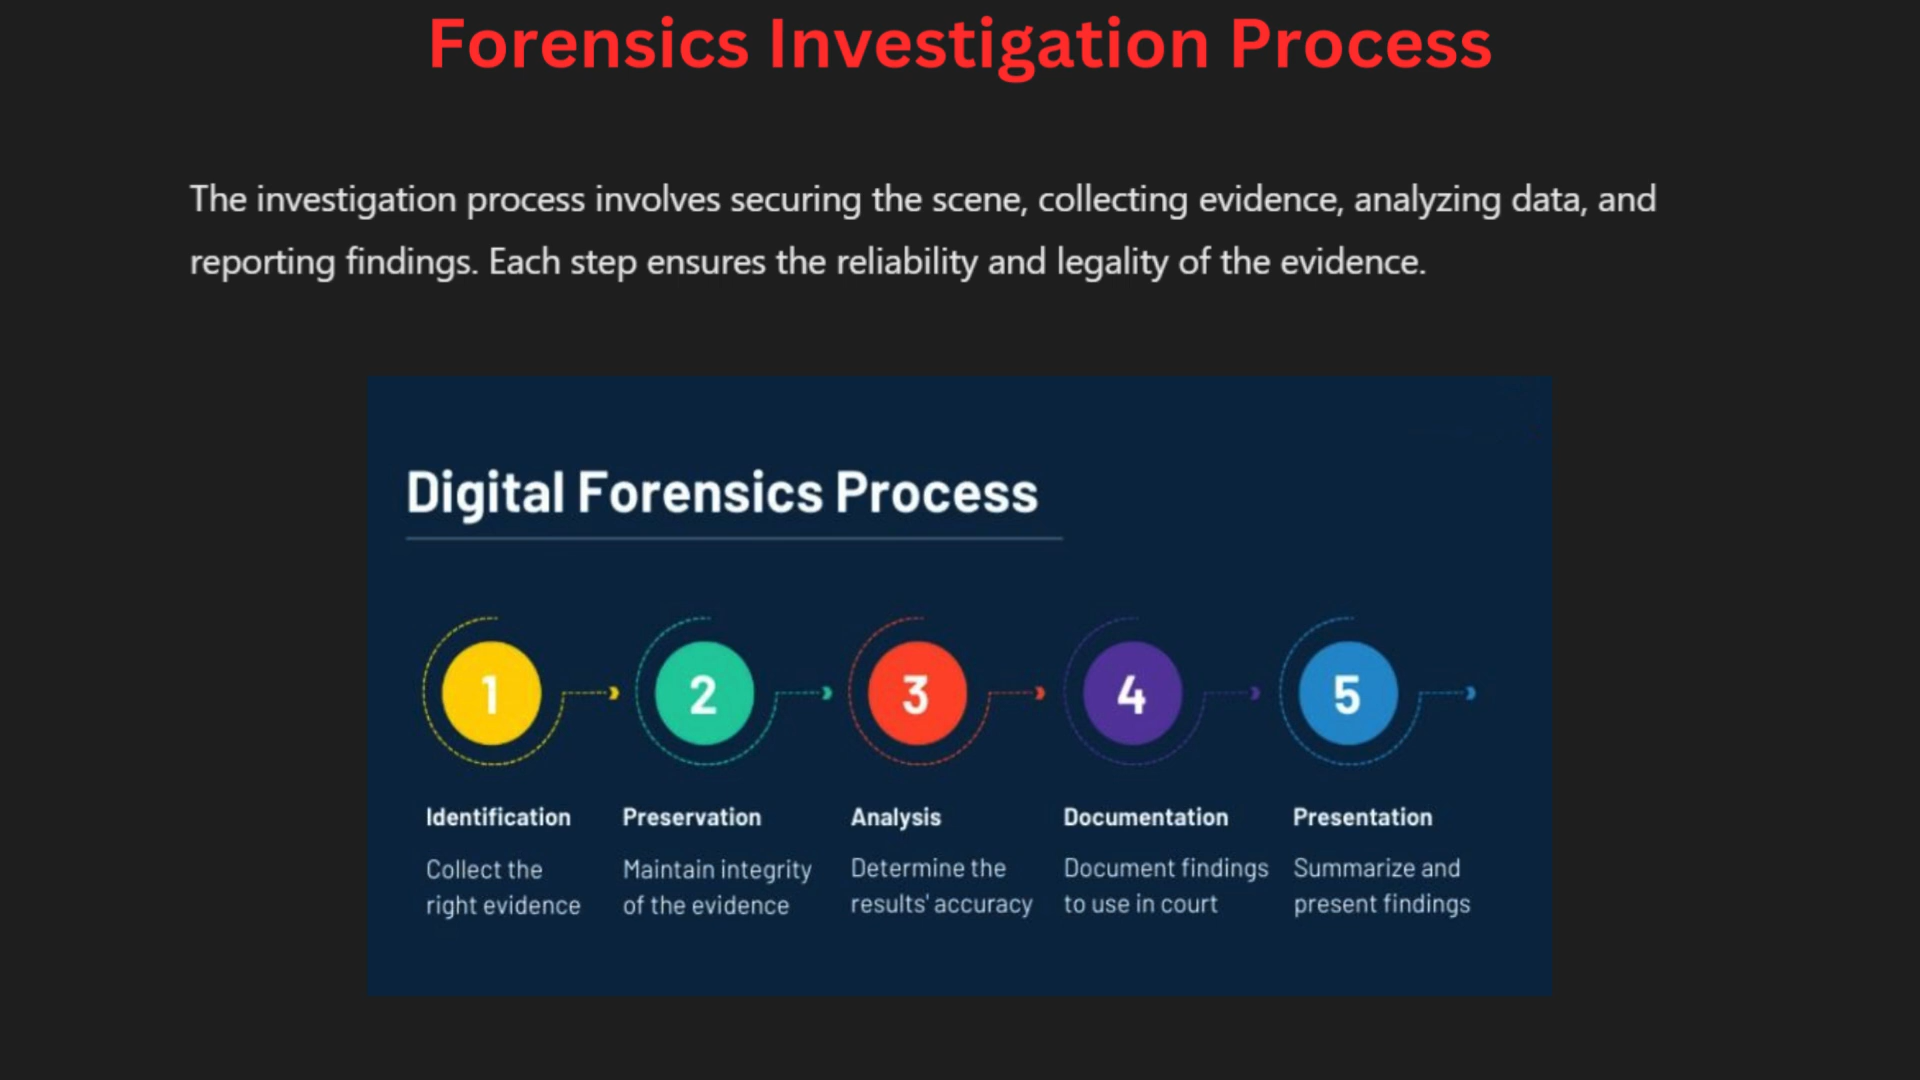 Forensics Investigation Process
The investigation process involves securing the scene, collecting evidence, analyzing data, and
reporting findings. Each step ensures the reliability and legality of the evidence.
Digital Forensics Process
1
2
3
4
5
Identification
Collect the
right evidence
Preservation
Maintain integrity
of the evidence
Analysis
Determine the
results' accuracy
Documentation
Document findings
to use in court
Presentation
Summarize and
present findings